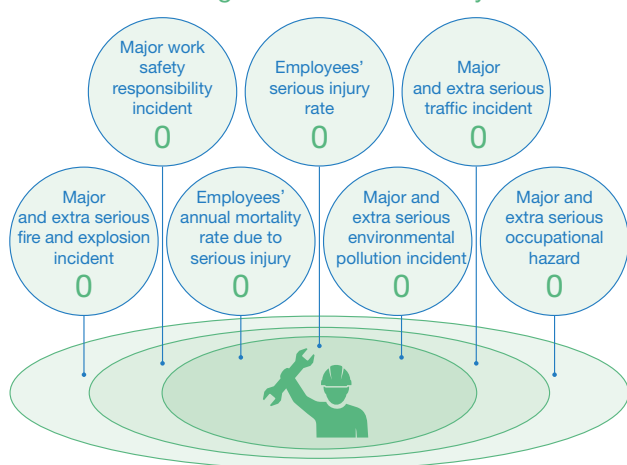 Major work
safety
responsibility
incident
0
Employees'
serious injury
rate
0
Major
and extra serious
traffic incident
0
Major
and extra serious
fire and explosion
incident
0
Employees'
annual mortality
rate due to
serious injury
0
Major and
extra serious
environmental
pollution incident
0
Major and
extra serious
occupational
hazard
0